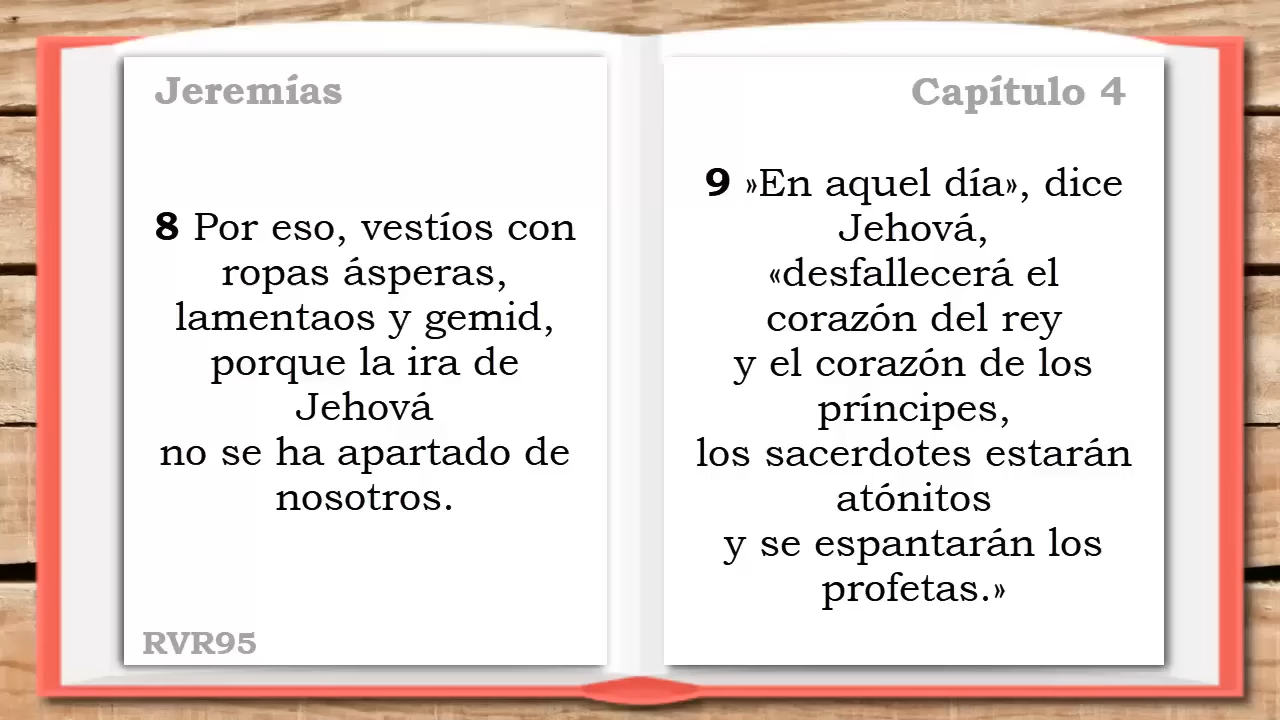 Jeremías
8 Por eso, vestíos con
ropas ásperas,
lamentaos y gemid,
porque la ira de
Jehová
no se ha apartado de
nosotros.
RVR95
Capítulo 4
9 »En aquel día», dice
Jehová,
«desfallecerá el
corazón del rey
y el corazón de los
príncipes,
los sacerdotes estarán
atónitos
y se espantarán los
profetas.»